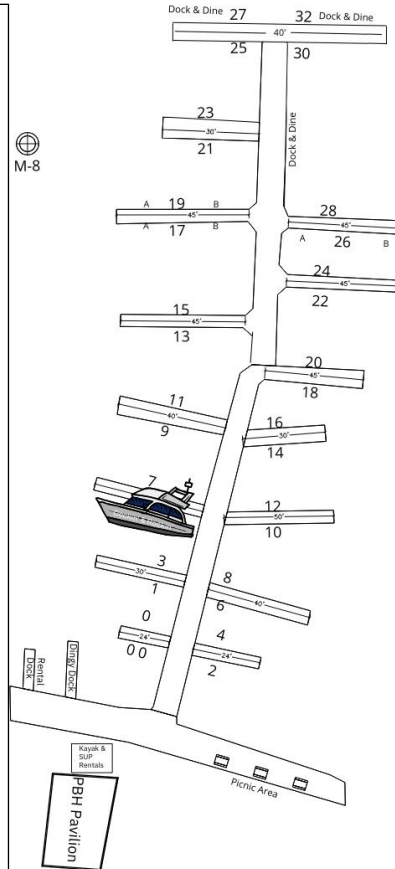 Dock & Dine 27 32 Dock & Dine
40'
25 30
23
30'
21
Dock & Dine
M-8
A 19 B
45'
A 17 B
28
45'
A 26 B
24
45'
22
15
45'
13
20
45'
18
11
40'
9
16
30'
14
7
12
50'
10
3
30'
1
8
40'
6
0
24'
00
4
24'
2
Rental
Dock
Dingy Dock
Kayak &
SUP
Rentals
Picnic Area
PBH Pavilion